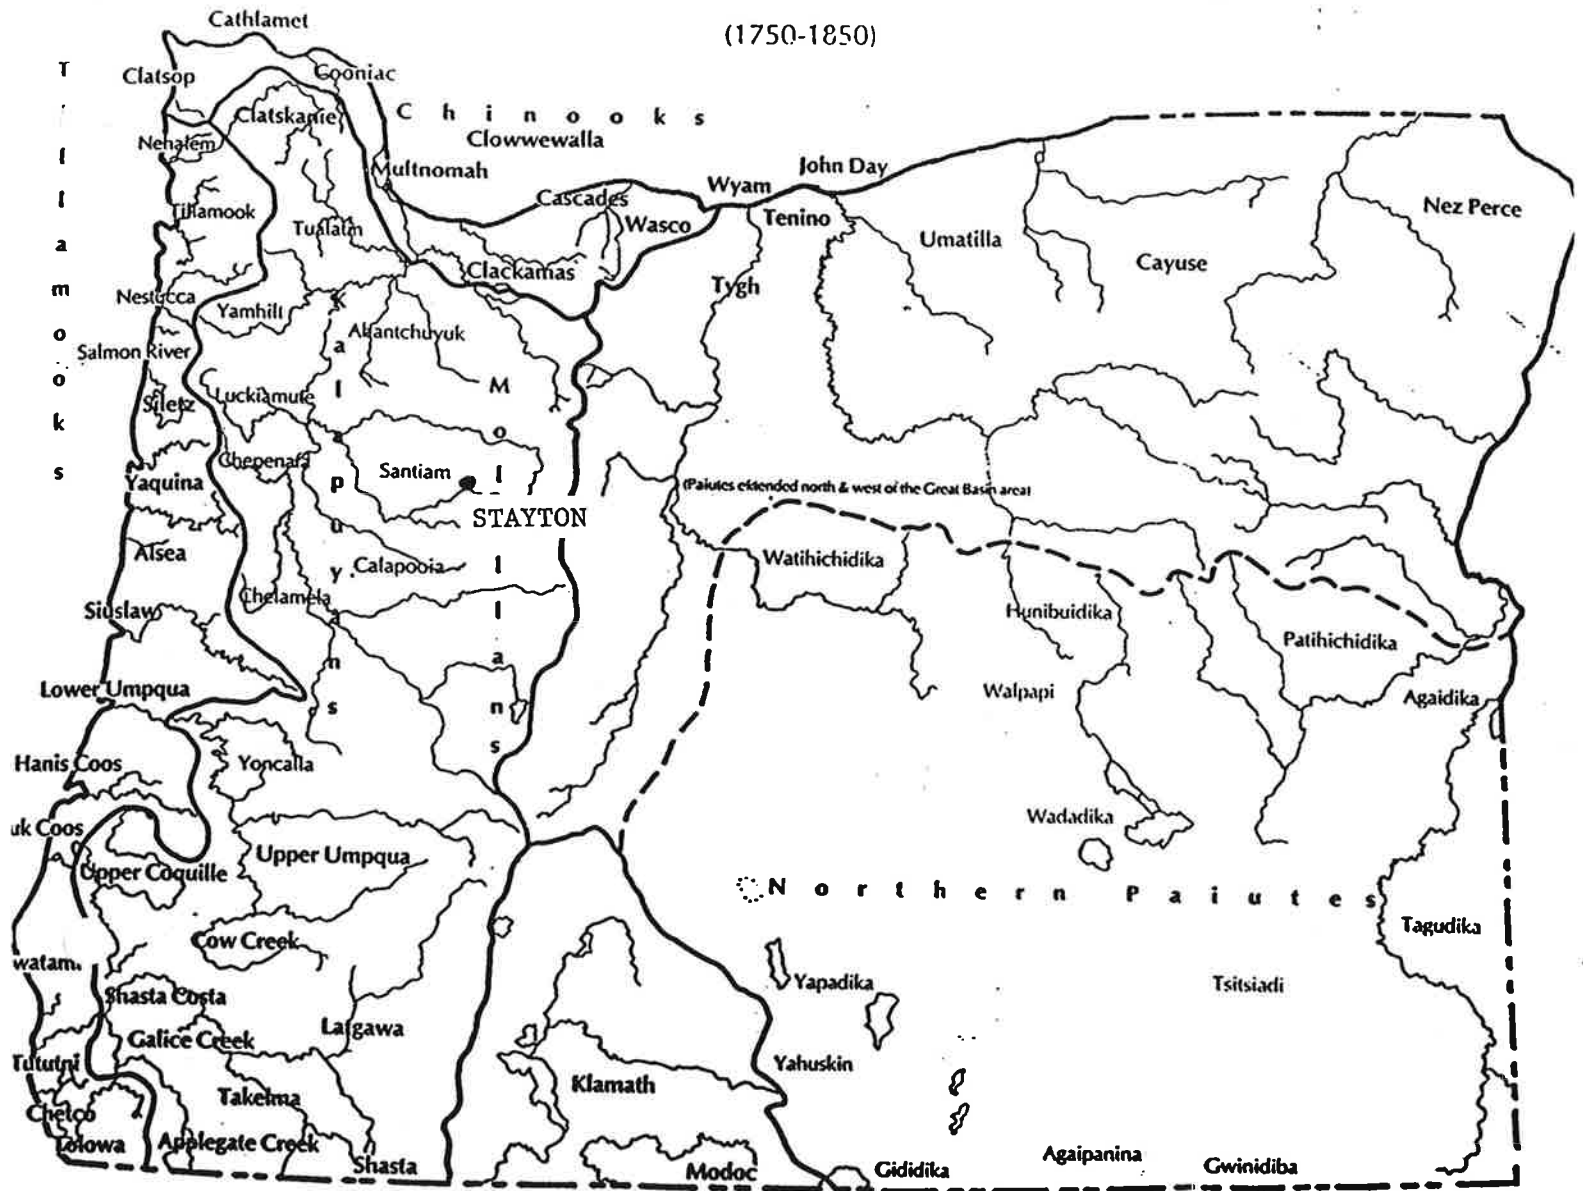 (1750-1850)
Cathlamet
Clatsop
Cooniac
Chinooks
Clatskanie
Clowwewalla
Nehalem
Multnomah
Tillamooks
Tillamook
Tualatin
Cascades
Wasco
Wyam
John Day
Tenino
Umatilla
Cayuse
Nez Perce
Clackamas
Tygh
Nestucca
Yamhill
Kalapuyans
Ahantchuyuk
Salmon River
Siletz
Luckiamute
Molallans
Chepenafa
Santiam
Yaquina
STAYTON
(Paiutes extended north & west of the Great Basin area)
Alsea
Calapooia
Watihichidika
Chelamela
Siuslaw
Hunibuidika
Patihichidika
Lower Umpqua
Walpapi
Agaidika
Hanis Coos
Yoncalla
uk Coos
Wadadika
Upper Coquille
Upper Umpqua
Northern Paiutes
Cow Creek
Tagudika
watami
Shasta Costa
Yapadika
Tsitsiadi
Galice Creek
Latgawa
Tututni
Takelma
Klamath
Yahuskin
Chetco
Tolowa
Applegate Creek
Shasta
Modoc
Gididika
Agaipanina
Gwinidiba